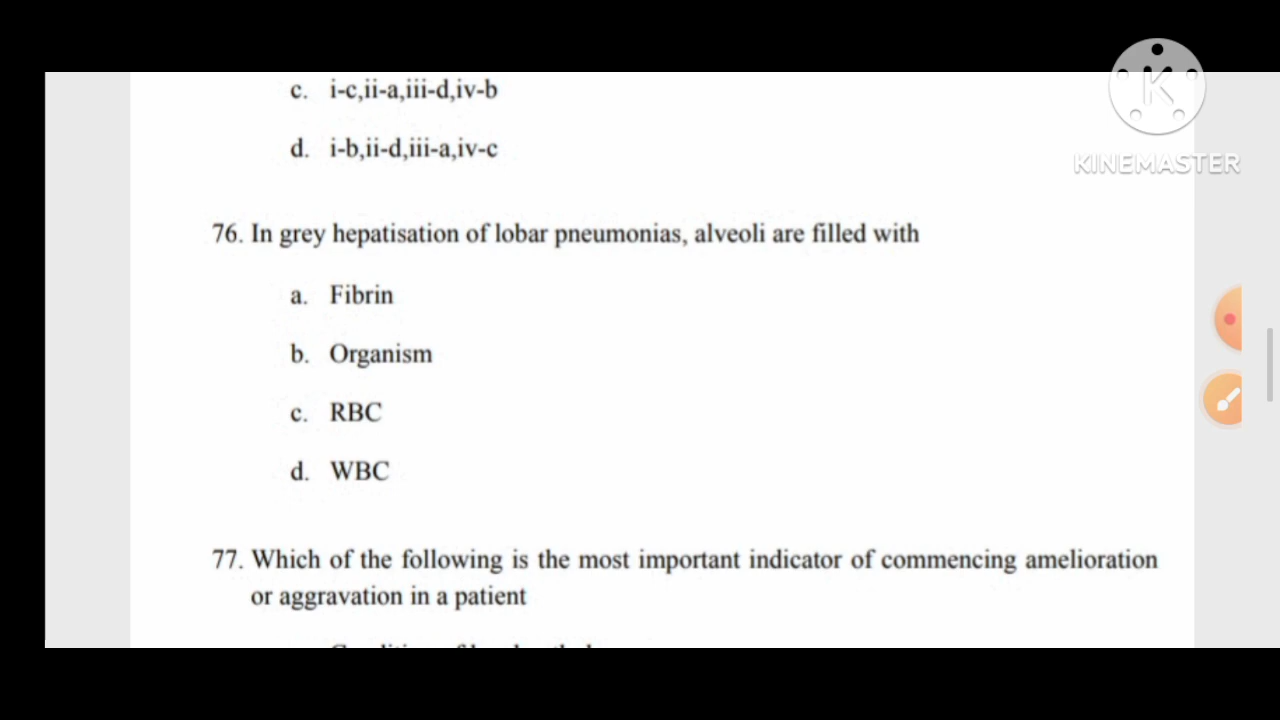 c. i-c,ii-a,iii-d,iv-b
d. i-b,ii-d,iii-a,iv-c
KINEMASTER
76. In grey hepatisation of lobar pneumonias, alveoli are filled with
a. Fibrin
b. Organism
c. RBC
d. WBC
77. Which of the following is the most important indicator of commencing amelioration
or aggravation in a patient